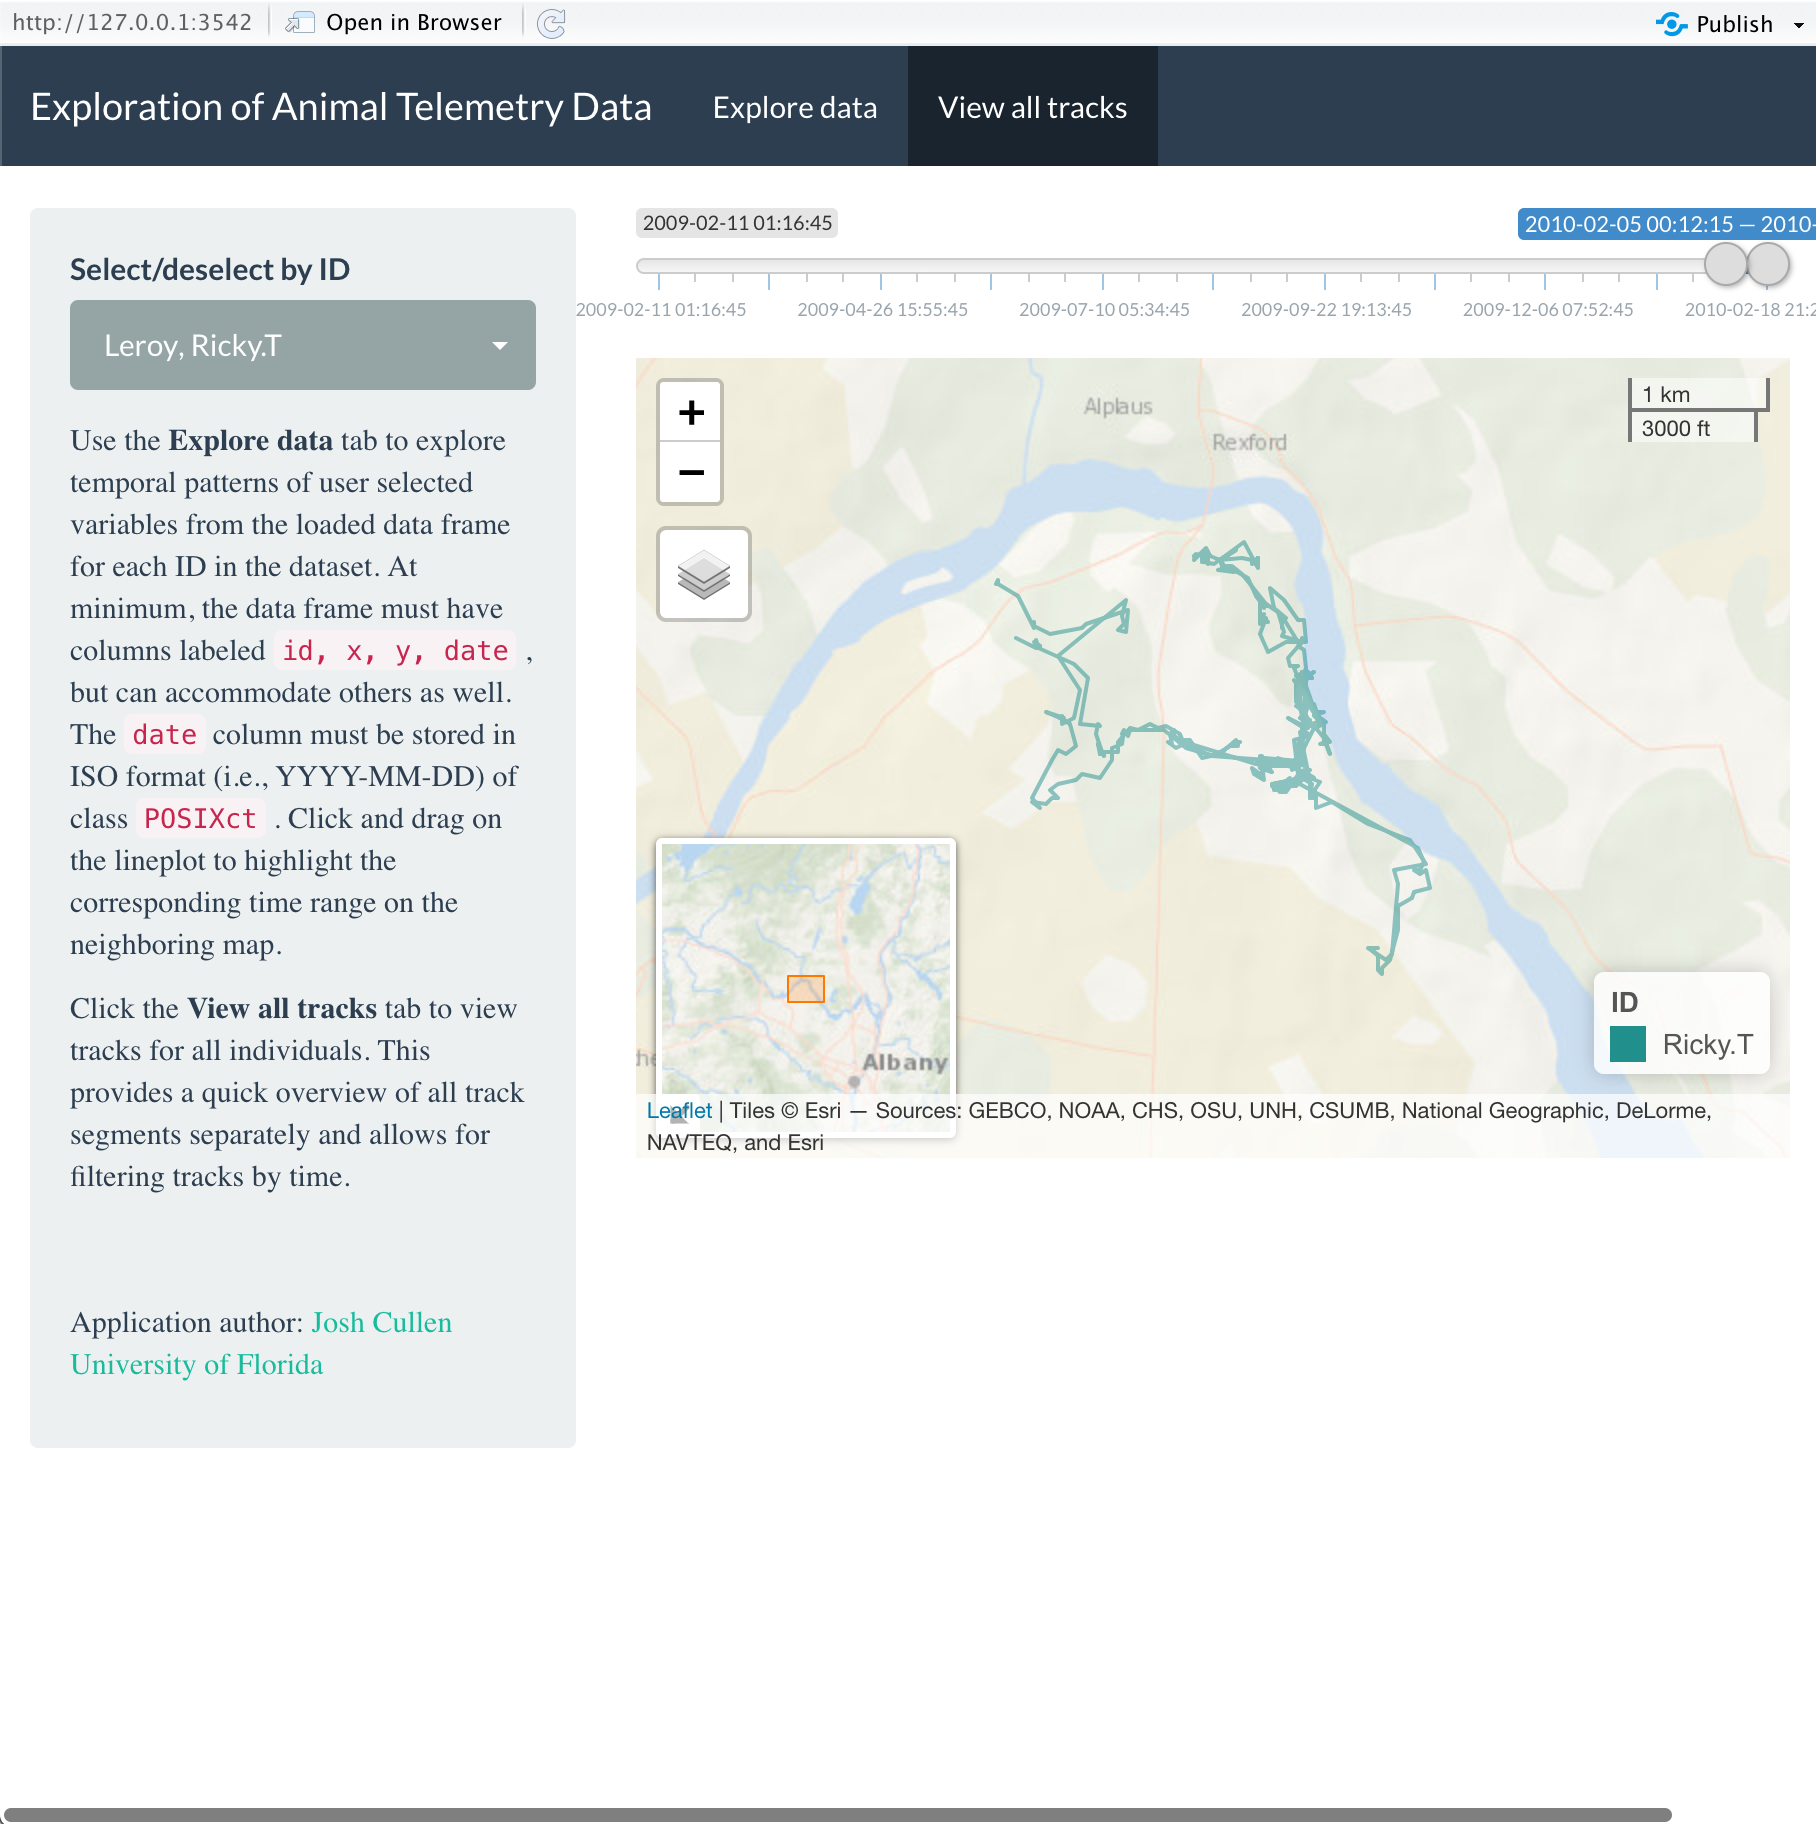 http://127.0.0.1:3542 Open in Browser Publish
Exploration of Animal Telemetry Data Explore data View all tracks
2009-02-11 01:16:45 2010-02-05 00:12:15 — 2010-
2009-02-11 01:16:45 2009-04-26 15:55:45 2009-07-10 05:34:45 2009-09-22 19:13:45 2009-12-06 07:52:45 2010-02-18 21:2
Select/deselect by ID
Leroy, Ricky.T
Use the Explore data tab to explore
temporal patterns of user selected
variables from the loaded data frame
for each ID in the dataset. At
minimum, the data frame must have
columns labeled id, x, y, date ,
but can accommodate others as well.
The date column must be stored in
ISO format (i.e., YYYY-MM-DD) of
class POSIXct . Click and drag on
the lineplot to highlight the
corresponding time range on the
neighboring map.
Click the View all tracks tab to view
tracks for all individuals. This
provides a quick overview of all track
segments separately and allows for
filtering tracks by time.
Application author: Josh Cullen
University of Florida
+
−
Alplaus
Rexford
1 km
3000 ft
Albany
ID
Ricky.T
Leaflet | Tiles © Esri — Sources: GEBCO, NOAA, CHS, OSU, UNH, CSUMB, National Geographic, DeLorme,
NAVTEQ, and Esri